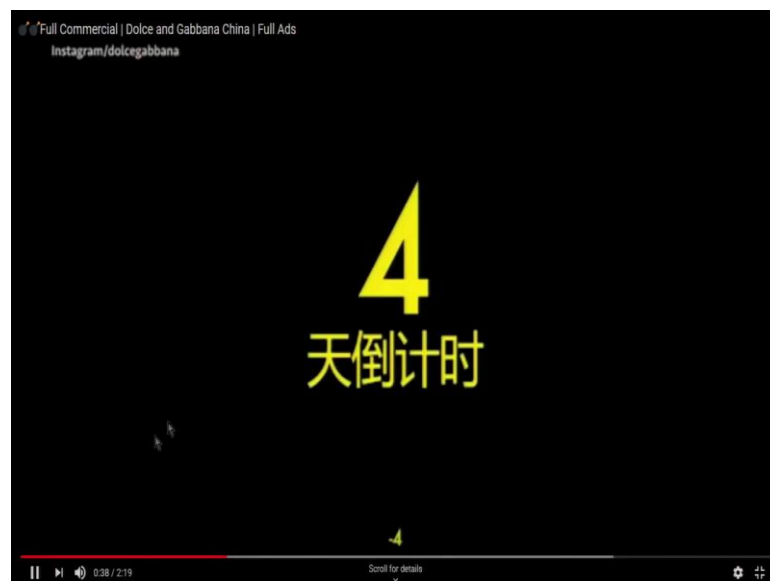 Full Commercial | Dolce and Gabbana China | Full Ads
Instagram/dolcegabbana
4
天倒计时
-4
0:38 / 2:19
Scroll for details